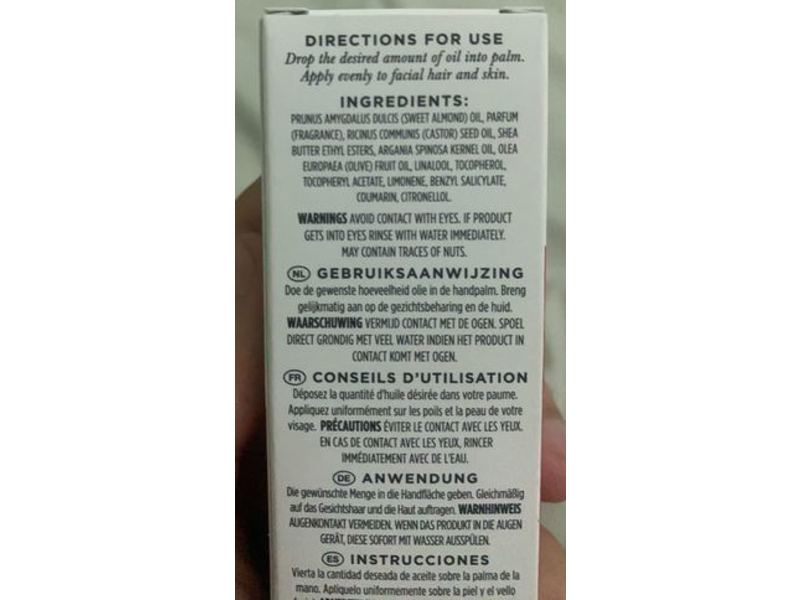 DIRECTIONS FOR USE
Drop the desired amount of oil into palm.
Apply evenly to facial hair and skin.
INGREDIENTS:
PRUNUS AMYGDALUS DULCIS (SWEET ALMOND) OIL, PARFUM
(FRAGRANCE), RICINUS COMMUNIS (CASTOR) SEED OIL, SHEA
BUTTER ETHYL ESTERS, ARGANIA SPINOSA KERNEL OIL, OLEA
EUROPAEA (OLIVE) FRUIT OIL, LINALOOL, TOCOPHEROL,
TOCOPHERYL ACETATE, LIMONENE, BENZYL SALICYLATE,
COUMARIN, CITRONELLOL.
WARNINGS AVOID CONTACT WITH EYES. IF PRODUCT
GETS INTO EYES RINSE WITH WATER IMMEDIATELY.
MAY CONTAIN TRACES OF NUTS.
NL GEBRUIKSAANWIJZING
Doe de gewenste hoeveelheid olie in de handpalm. Breng
gelijkmatig aan op de gezichtsbeharing en de huid.
WAARSCHUWING VERMIJD CONTACT MET DE OGEN. SPOEL
DIRECT GRONDIG MET VEEL WATER INDIEN HET PRODUCT IN
CONTACT KOMT MET OGEN.
FR CONSEILS D'UTILISATION
Déposez la quantité d'huile désirée dans votre paume.
Appliquez uniformément sur les poils et la peau de votre
visage. PRÉCAUTIONS ÉVITER LE CONTACT AVEC LES YEUX.
EN CAS DE CONTACT AVEC LES YEUX, RINCER
IMMÉDIATEMENT AVEC DE L'EAU.
DE ANWENDUNG
Die gewünschte Menge in die Handfläche geben. Gleichmäßig
auf das Gesichtshaar und die Haut auftragen. WARNHINWEIS
AUGENKONTAKT VERMEIDEN. WENN DAS PRODUKT IN DIE AUGEN
GERÄT, DIESE SOFORT MIT WASSER AUSSPÜLEN.
ES INSTRUCCIONES
Vierta la cantidad deseada de aceite sobre la palma de la
mano. Aplíquelo uniformemente sobre la piel y el vello